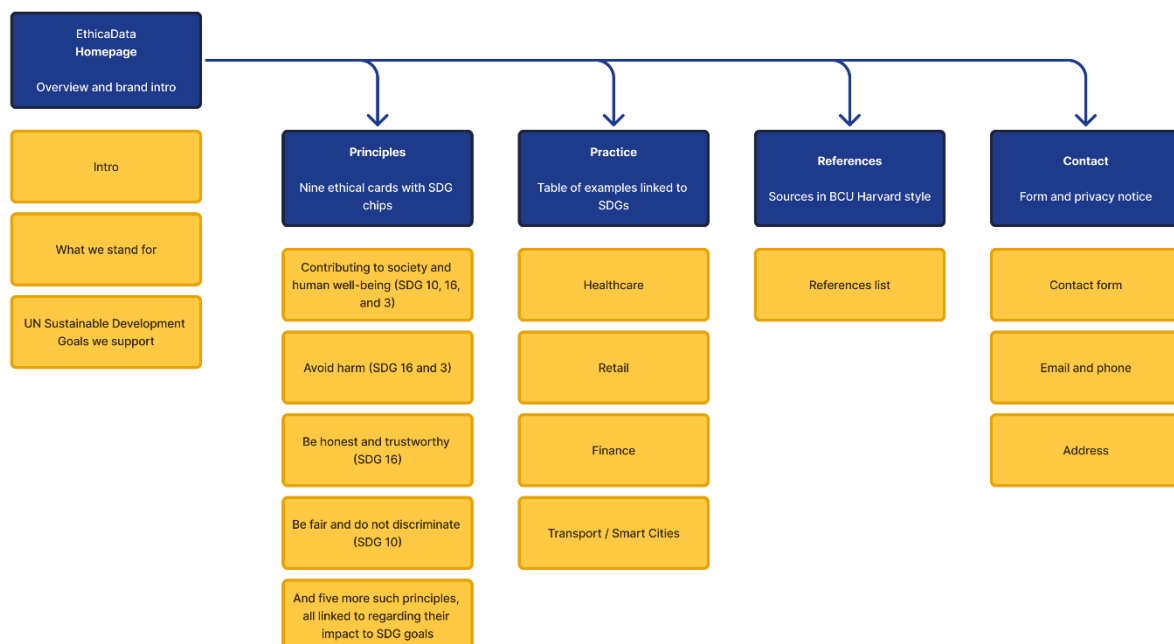 EthicaData
Homepage
Overview and brand intro
Intro
What we stand for
UN Sustainable Development
Goals we support
Principles
Nine ethical cards with SDG
chips
Contributing to society and
human well-being (SDG 10, 16,
and 3)
Avoid harm (SDG 16 and 3)
Be honest and trustworthy
(SDG 16)
Be fair and do not discriminate
(SDG 10)
And five more such principles,
all linked to regarding their
impact to SDG goals
Practice
Table of examples linked to
SDGs
Healthcare
Retail
Finance
Transport / Smart Cities
References
Sources in BCU Harvard style
References list
Contact
Form and privacy notice
Contact form
Email and phone
Address